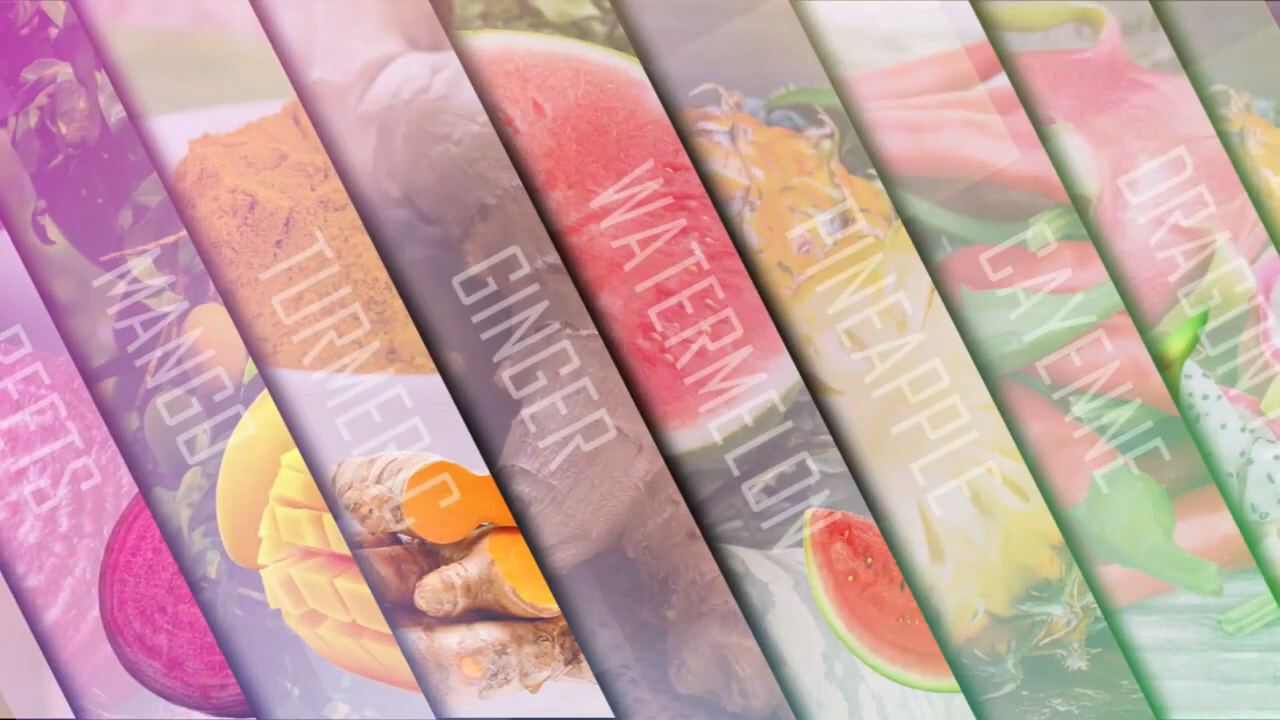 BEETS
MANGO
TURMERIC
GINGER
WATERMELON
PINEAPPLE
CAYENNE
DRAGON